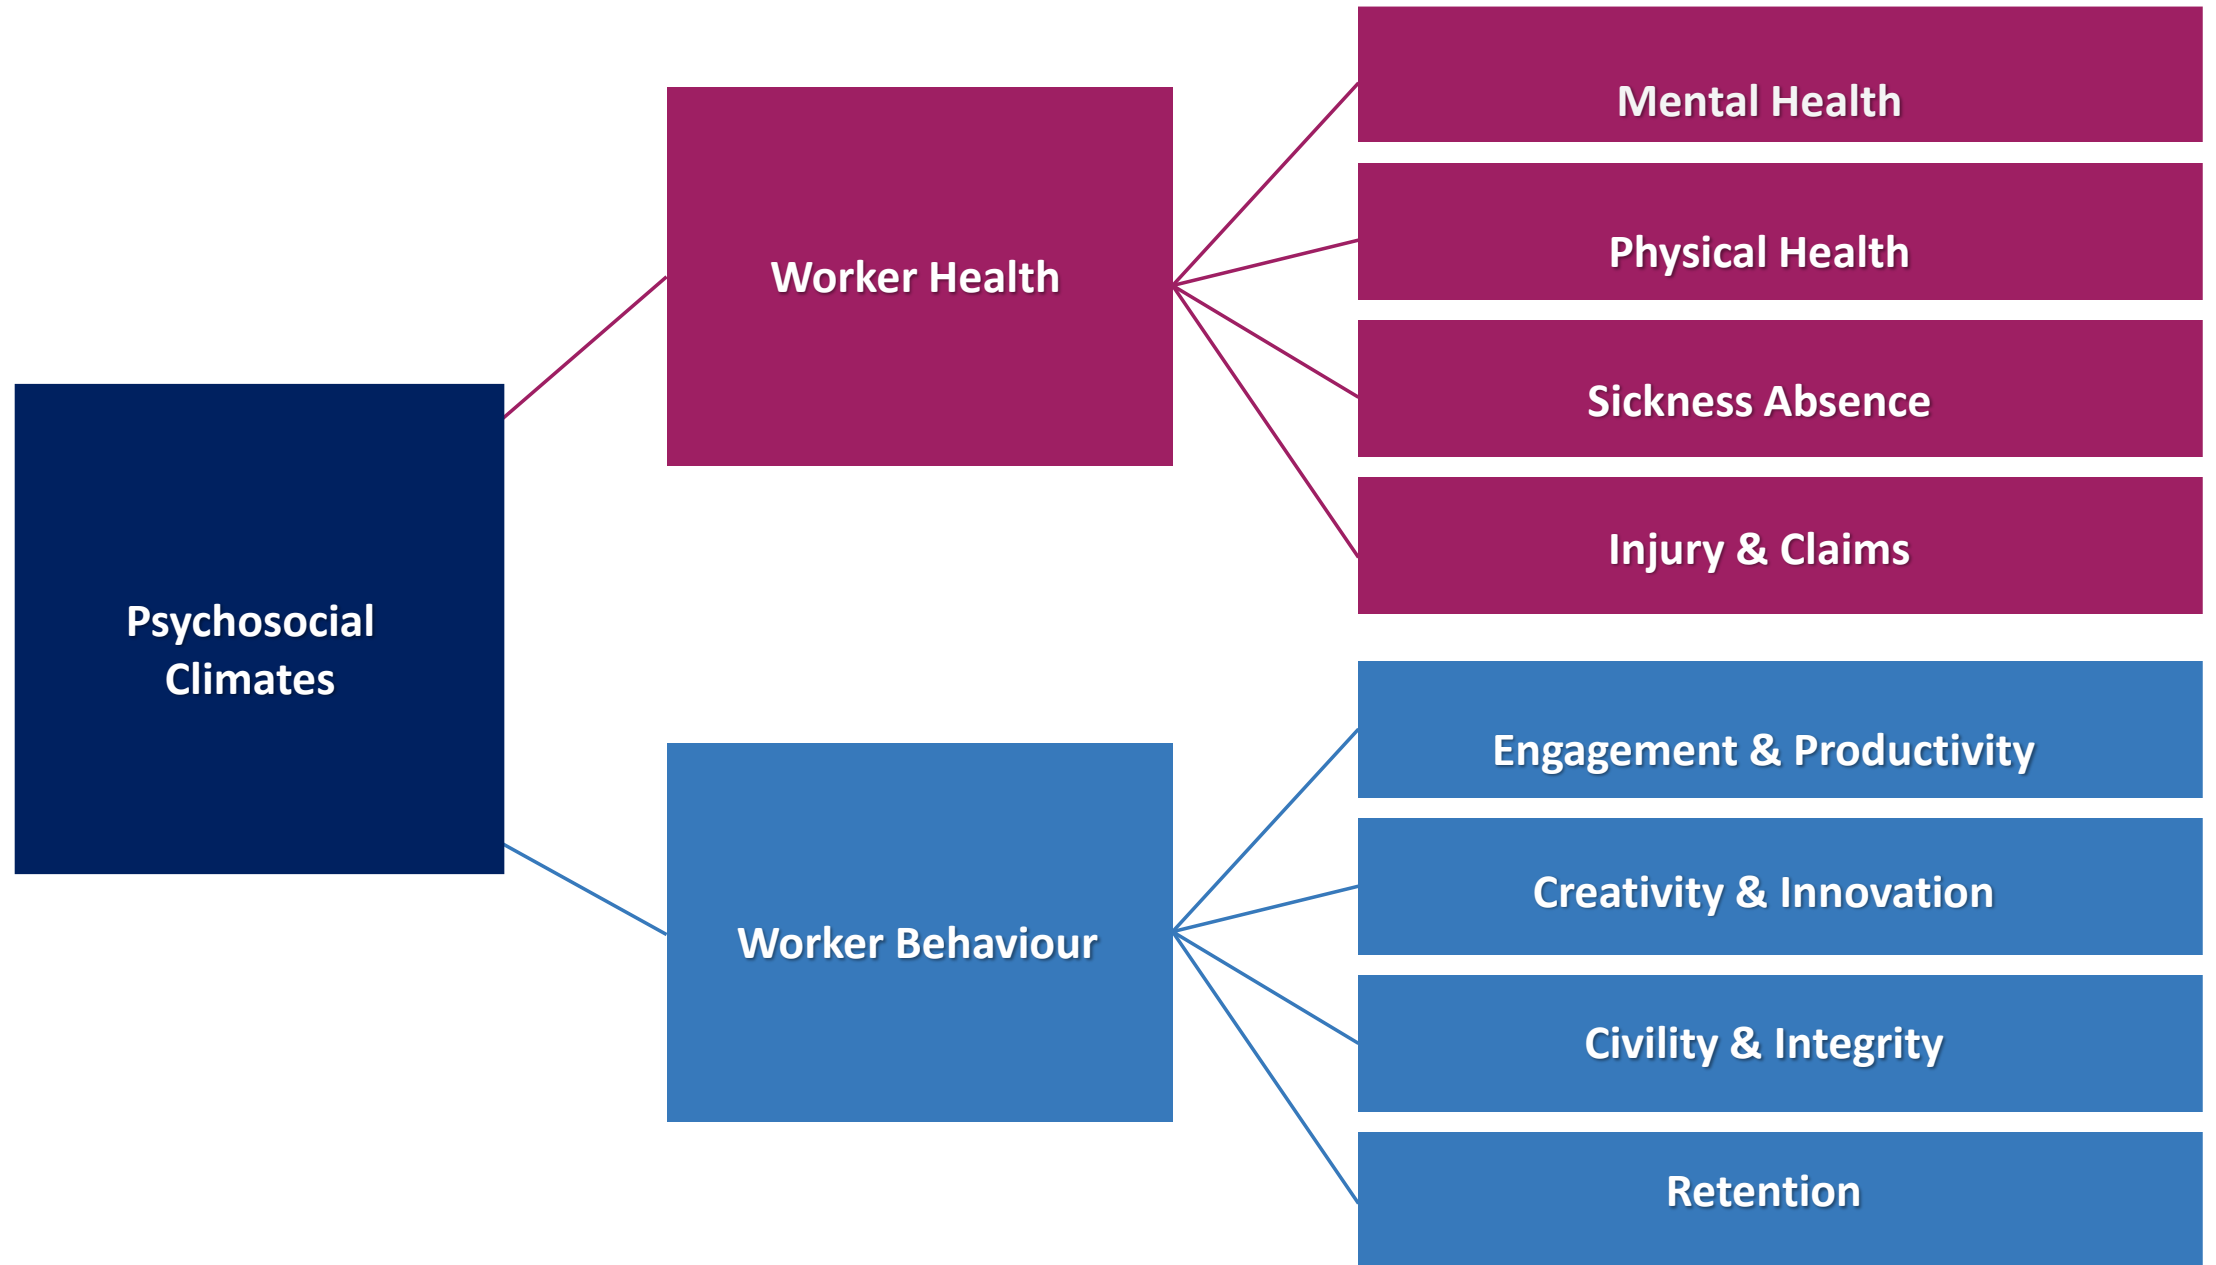 Psychosocial
Climates
Worker Health
Mental Health
Physical Health
Sickness Absence
Injury & Claims
Worker Behaviour
Engagement & Productivity
Creativity & Innovation
Civility & Integrity
Retention